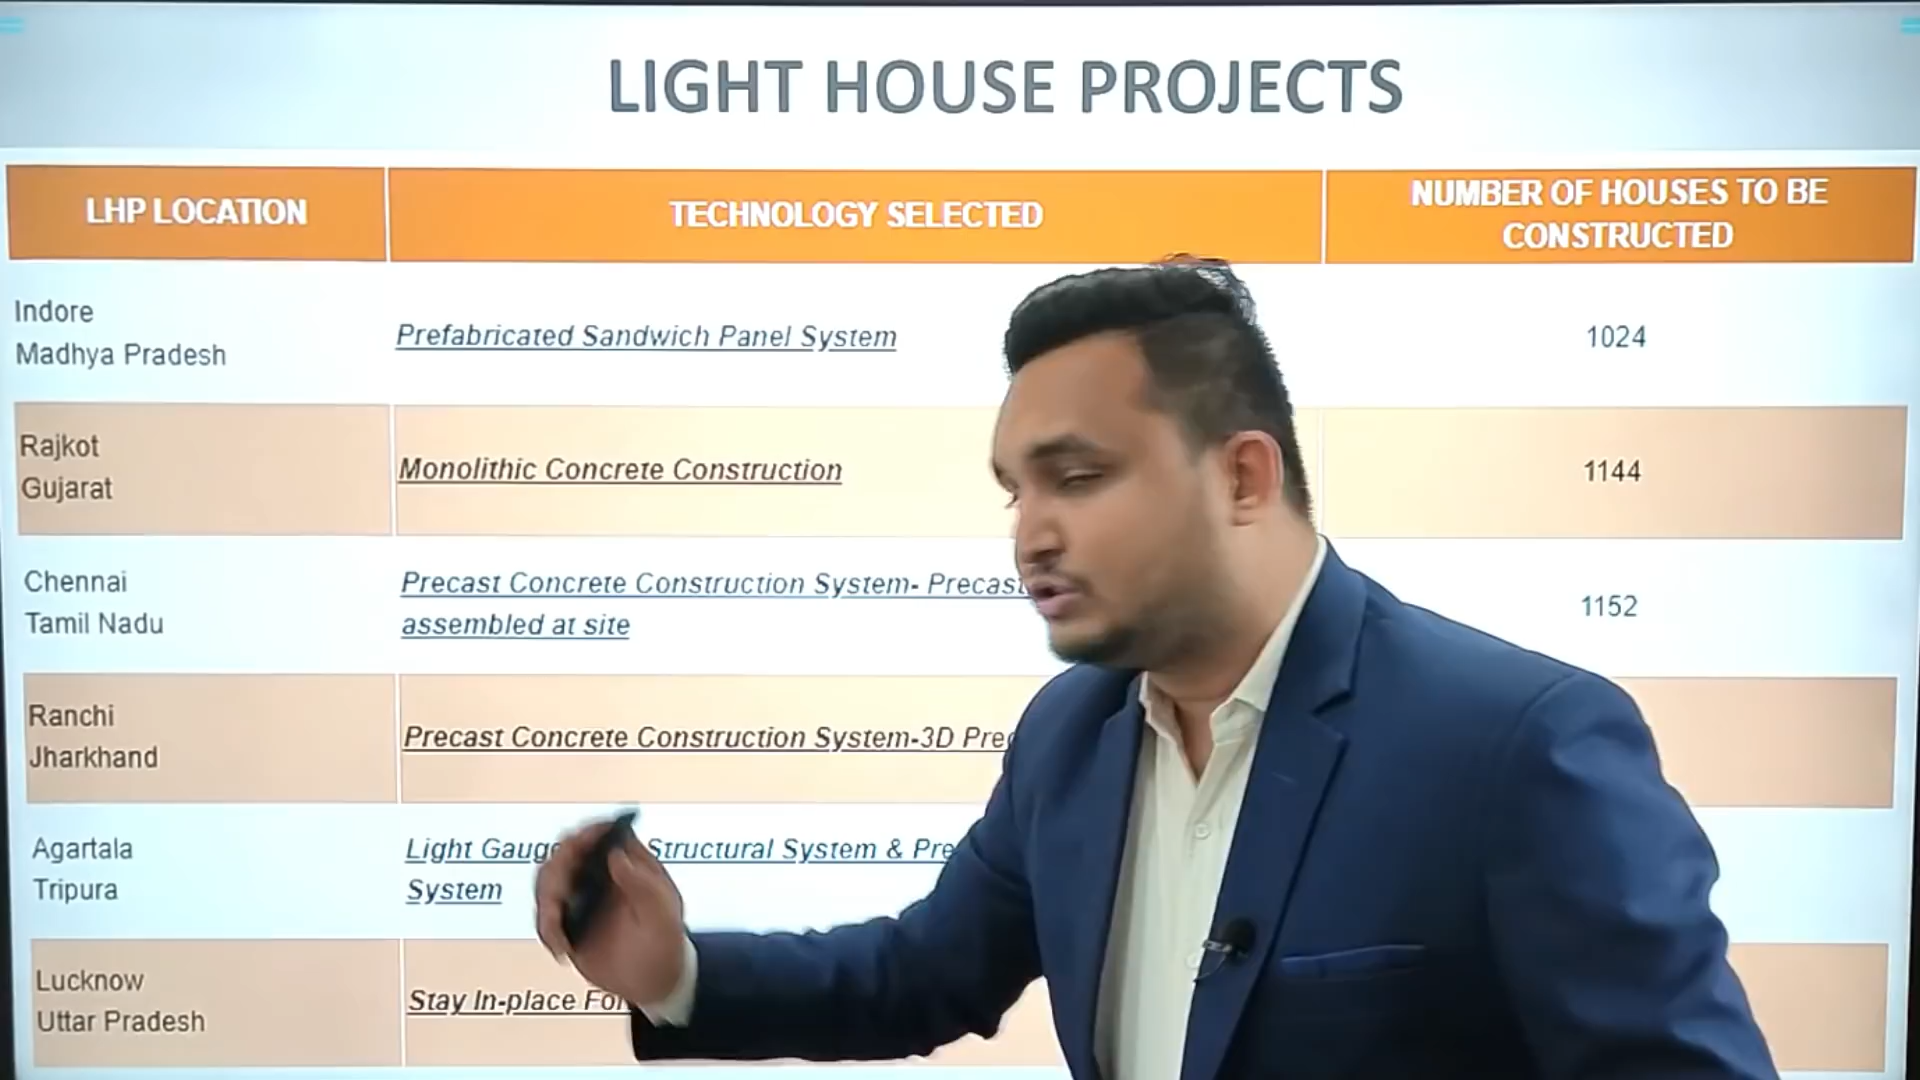 LIGHT HOUSE PROJECTS
LHP LOCATION
TECHNOLOGY SELECTED
NUMBER OF HOUSES TO BE
CONSTRUCTED
Indore
Madhya Pradesh
Prefabricated Sandwich Panel System
1024
Rajkot
Gujarat
Monolithic Concrete Construction
1144
Chennai
Tamil Nadu
Precast Concrete Construction System- Precast
assembled at site
1152
Ranchi
Jharkhand
Precast Concrete Construction System-3D
Agartala
Tripura
Light Structural System &
System
Lucknow
Uttar Pradesh
Stay In-place